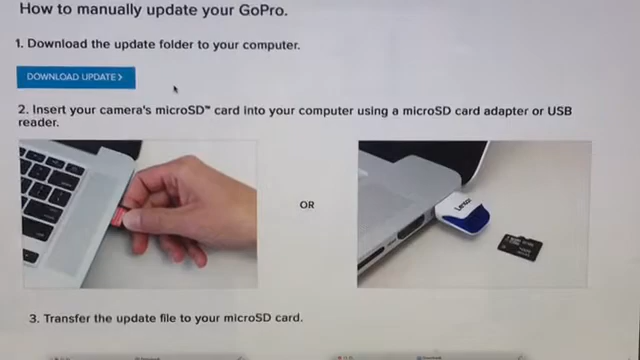 How to manually update your GoPro.
1. Download the update folder to your computer.
DOWNLOAD UPDATE >
2. Insert your camera's microSD™ card into your computer using a microSD card adapter or USB
reader.
OR
Lexar
3. Transfer the update file to your microSD card.